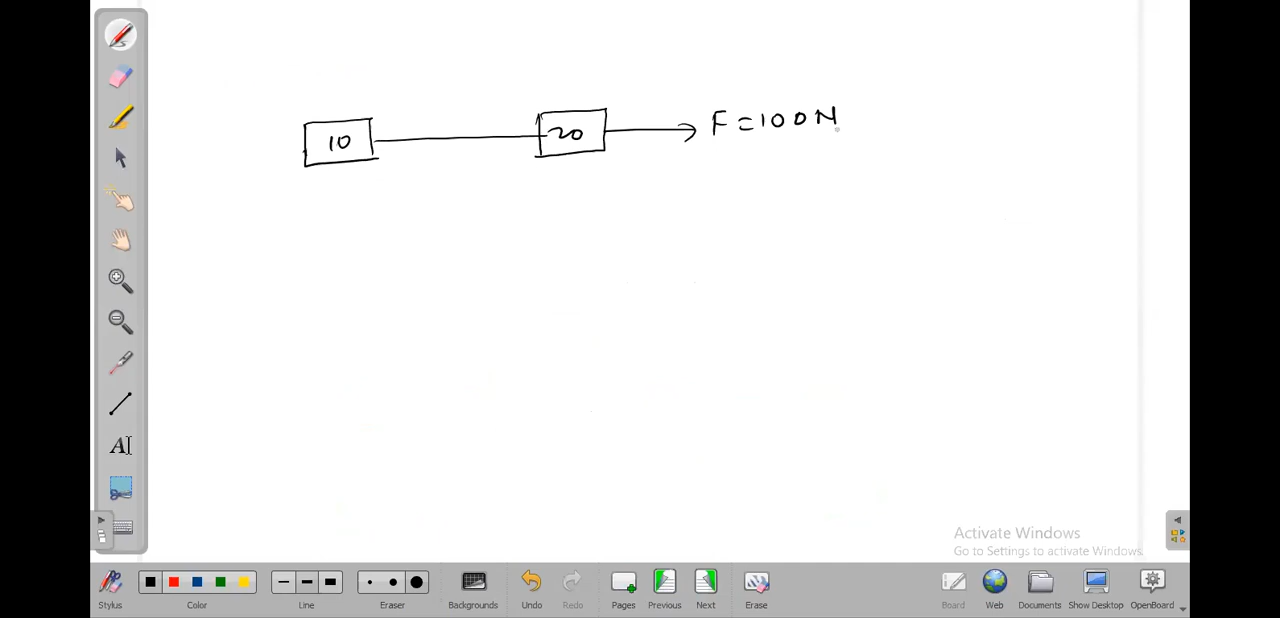 10 20 F = 100 N
A
Activate Windows
Go to Settings to activate Windows.
Stylus Color Line Eraser Backgrounds Undo Redo Pages Previous Next Erase Board Web Documents Show Desktop OpenBoard